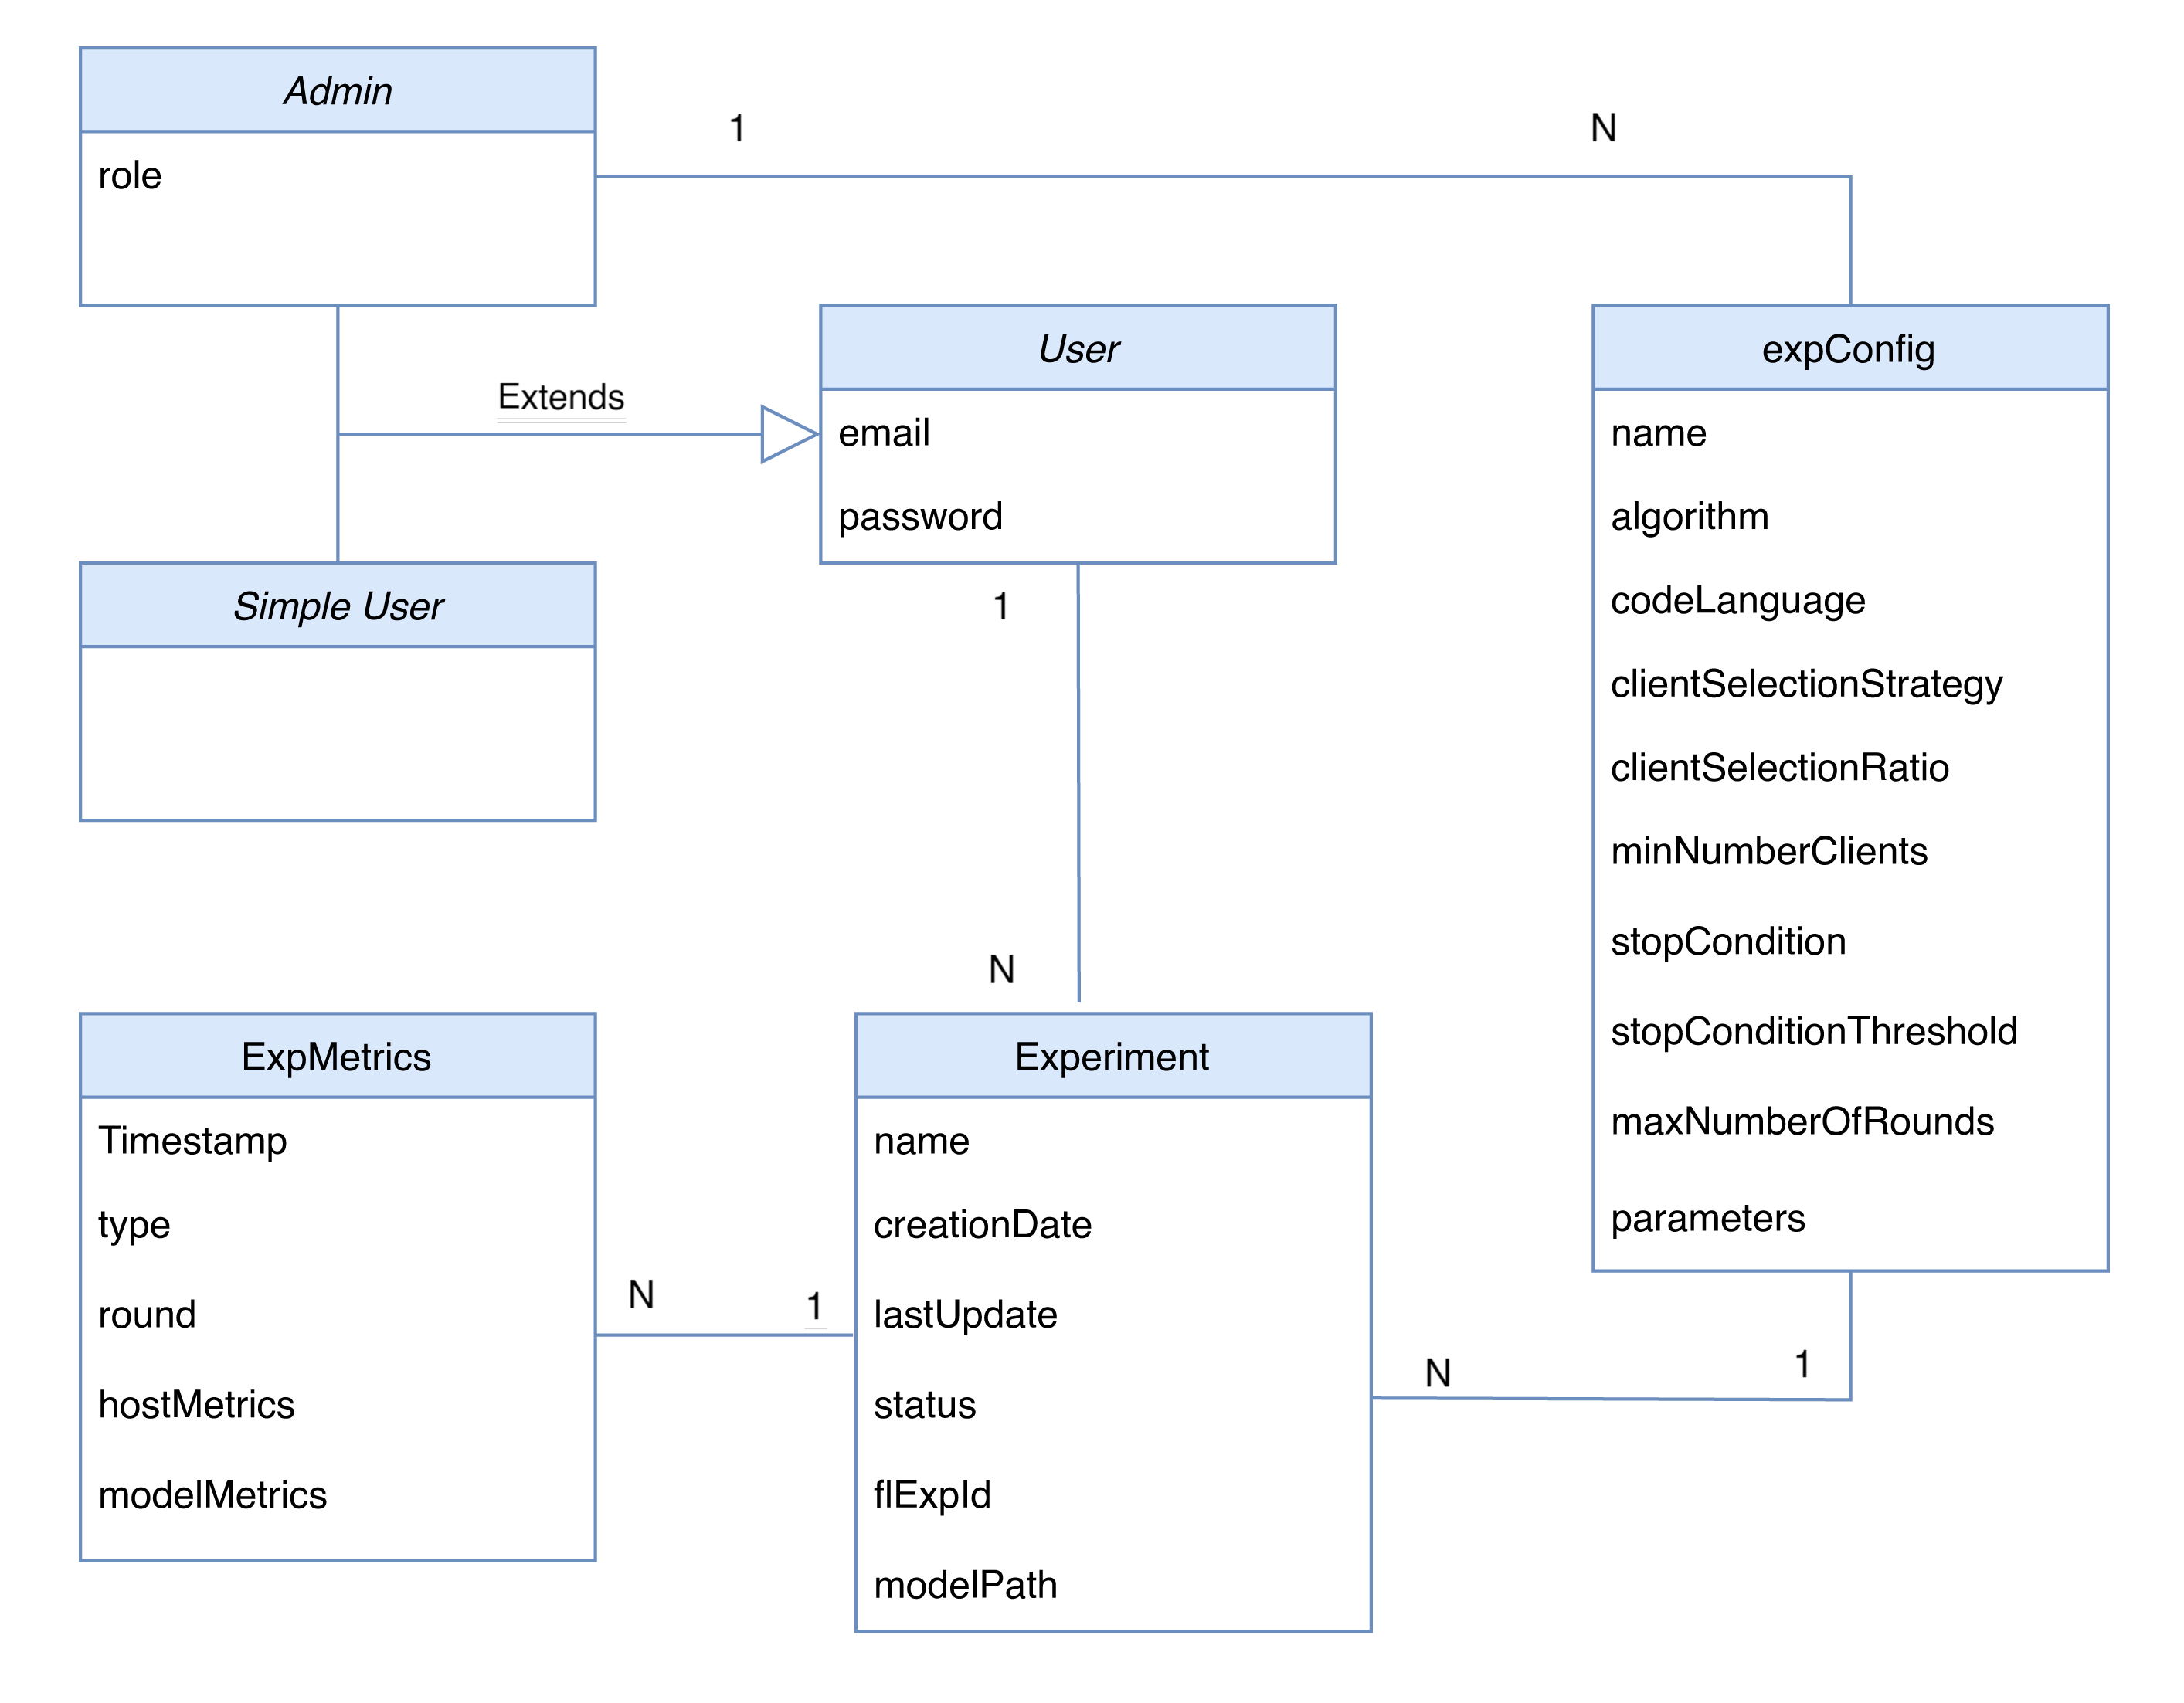 Admin
role
1
N
Extends
User
email
password
1
N
Simple User
expConfig
name
algorithm
codeLanguage
clientSelectionStrategy
clientSelectionRatio
minNumberClients
stopCondition
stopConditionThreshold
maxNumberOfRounds
parameters
ExpMetrics
Timestamp
type
round
hostMetrics
modelMetrics
N
1
Experiment
name
creationDate
lastUpdate
status
flExpId
modelPath
N
1